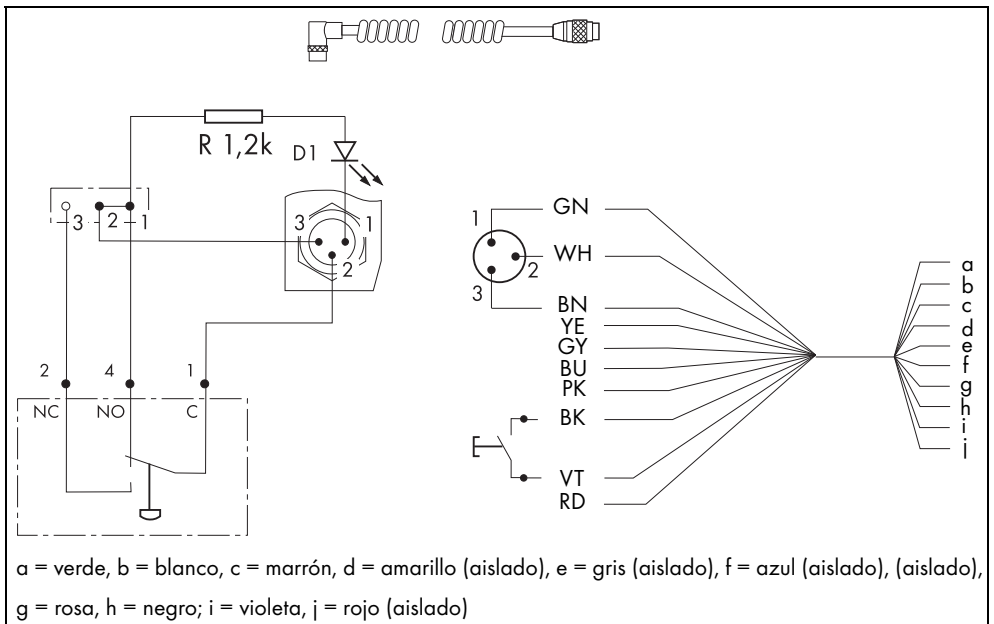 R 1,2k
D1
3 2 1
3 1
2
2 4 1
NC NO C
1
2
3
GN
WH
BN
YE
GY
BU
PK
BK
VT
RD
a
b
c
d
e
f
g
h
i
j
a = verde, b = blanco, c = marrón, d = amarillo (aislado), e = gris (aislado), f = azul (aislado), (aislado),
g = rosa, h = negro; i = violeta, j = rojo (aislado)